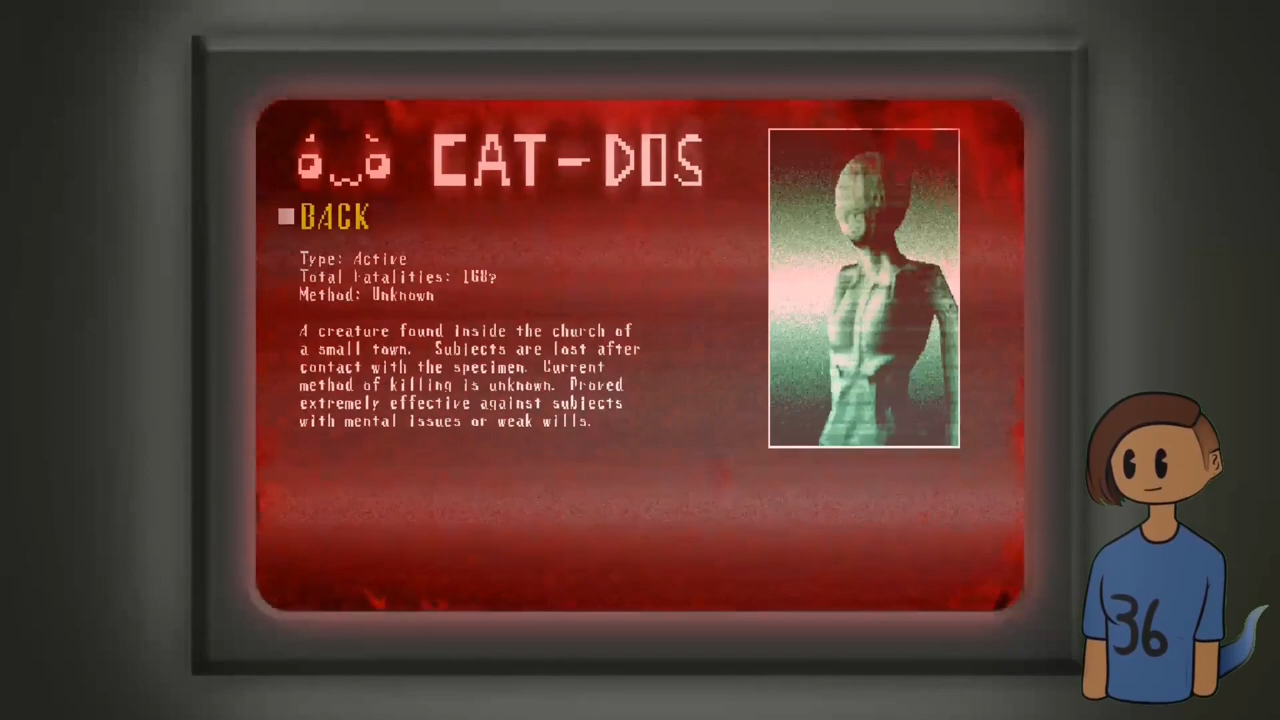 CAT-DOS
BACK
Type: Active
Total Fatalities: 168?
Method: Unknown
A creature found inside the church of
a small town. Subjects are lost after
contact with the specimen. Current
method of killing is unknown. Proved
extremely effective against subjects
with mental issues or weak wills.
36